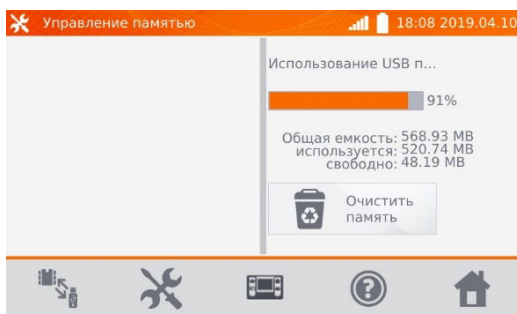 Управление памятью
18:08 2019.04.10
Использование USB п...
91%
Общая емкость: 568.93 MB
используется: 520.74 MB
свободно: 48.19 MB
Очистить
память